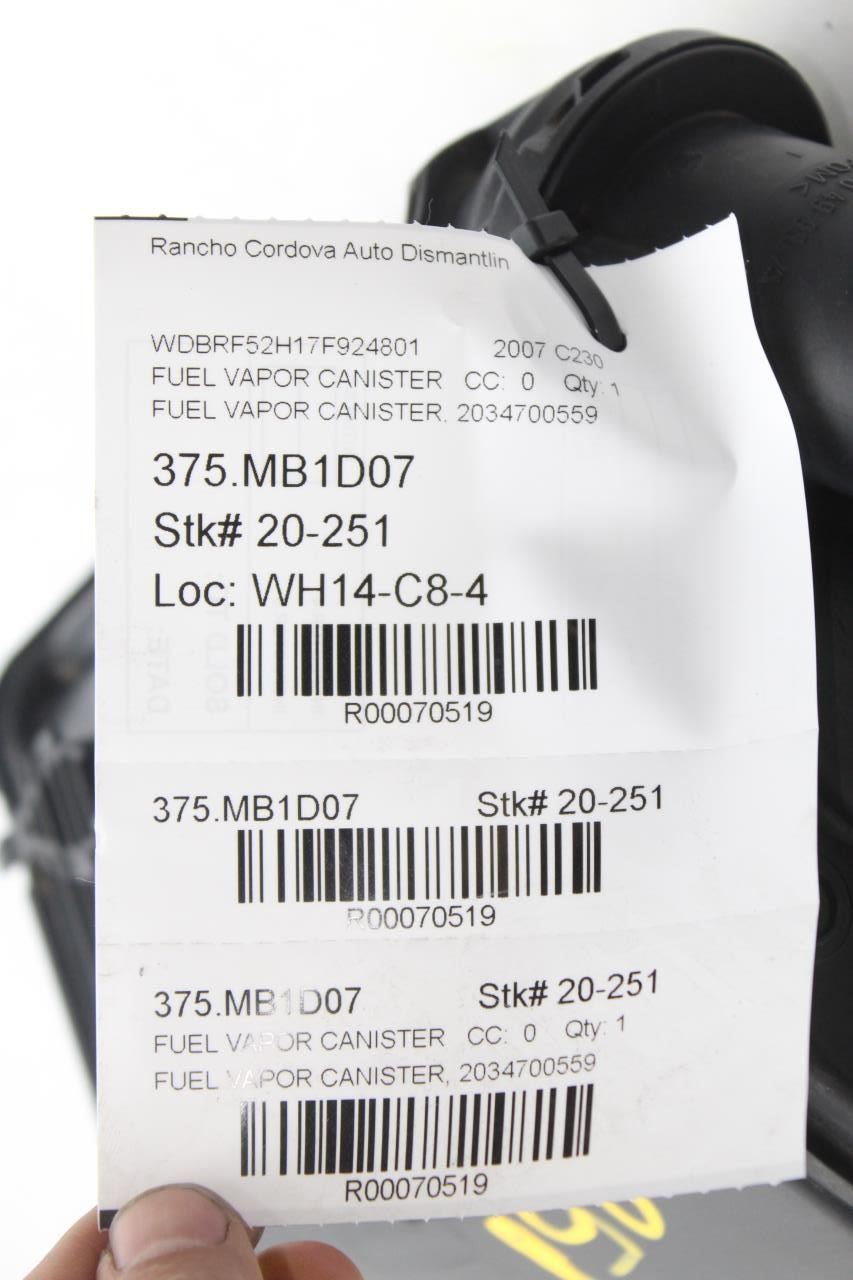 Rancho Cordova Auto Dismantlin
WDBRF52H17F924801 2007 C230
FUEL VAPOR CANISTER CC: 0 Qty: 1
FUEL VAPOR CANISTER, 2034700559
375.MB1D07
Stk# 20-251
Loc: WH14-C8-4
R00070519
375.MB1D07 Stk# 20-251
R00070519
375.MB1D07 Stk# 20-251
FUEL VAPOR CANISTER CC: 0 Qty: 1
FUEL VAPOR CANISTER, 2034700559
R00070519